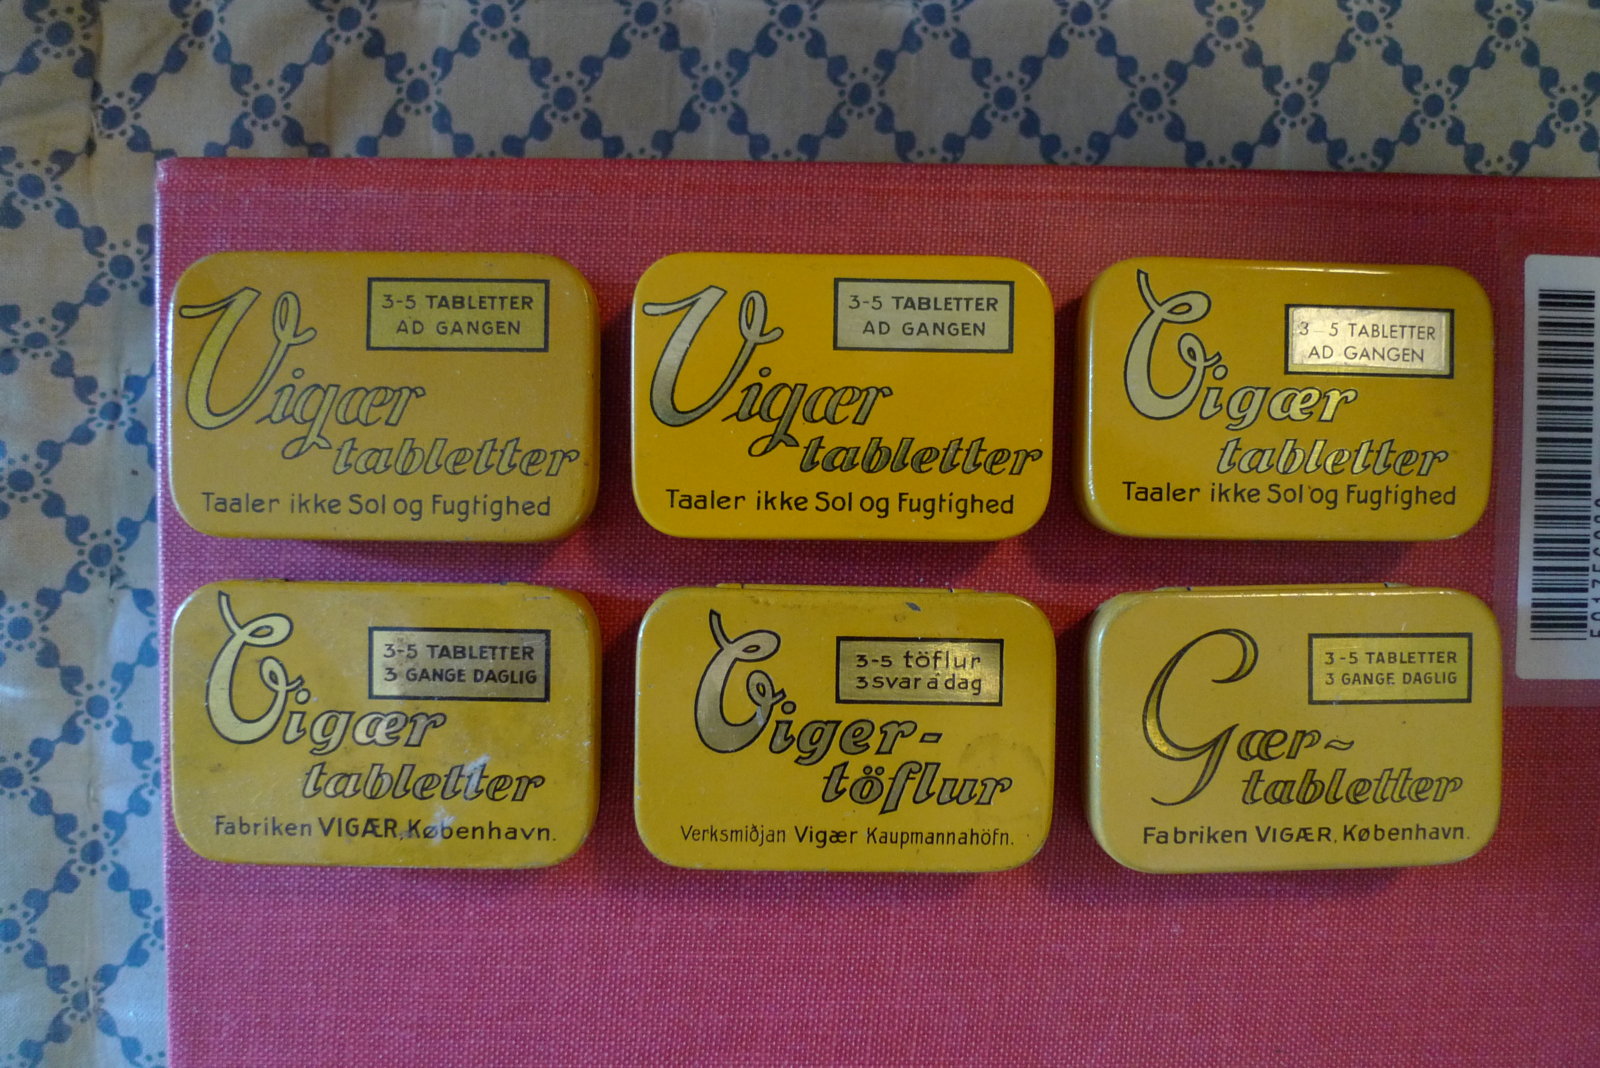 3-5 TABLETTER
AD GANGEN
Vigær
tabletter
Taaler ikke Sol og Fugtighed
3-5 TABLETTER
AD GANGEN
Vigær
tabletter
Taaler ikke Sol og Fugtighed
3-5 TABLETTER
AD GANGEN
Vigær
tabletter
Taaler ikke Sol og Fugtighed
3-5 TABLETTER
3 GANGE DAGLIG
Vigær
tabletter
Fabriken VIGÆR, København.
3-5 töflur
3svar á dag
Viger-
töflur
Verksmiðjan Vigær Kaupmannahöfn.
3-5 TABLETTER
3 GANGE DAGLIG
Gær~
tabletter
Fabriken VIGÆR, København.